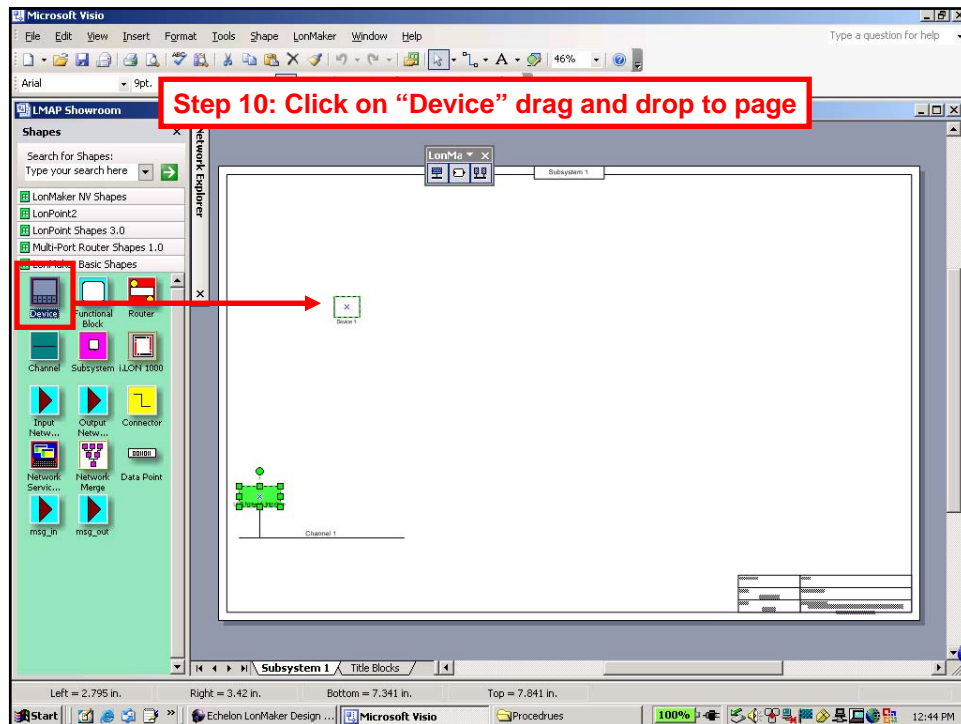 Microsoft Visio
File Edit View Insert Format Tools Shape LonMaker Window Help
Type a question for help
46%
Arial 9pt.
Step 10: Click on “Device” drag and drop to page
LMAP Showroom
Shapes
Search for Shapes:
Type your search here
LonMaker NV Shapes
LonPoint2
LonPoint Shapes 3.0
Multi-Port Router Shapes 1.0
LonMaker Basic Shapes
Device
Functional Block
Router
Channel
Subsystem
i.LON 1000
Input Netw...
Output Netw...
Connector
Network Servic...
Network Merge
Data Point
msg_in
msg_out
Network Explorer
LonMa
Subsystem 1
Device 1
Channel 1
Subsystem 1
Title Blocks
Left = 2.795 in. Right = 3.42 in. Bottom = 7.341 in. Top = 7.841 in.
Start
Echelon LonMaker Design ...
Microsoft Visio
Procedrues
100%
12:44 PM